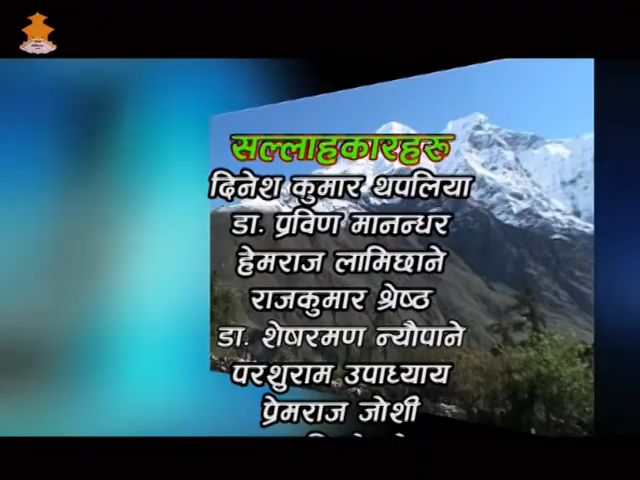 सल्लाहकारहरू
दिनेश कुमार थपलिया
डा. प्रविण मानन्धर
हेमराज लामिछाने
राजकुमार श्रेष्ठ
डा. शेषरमण न्यौपाने
परशुराम उपाध्याय
प्रेमराज जोशी